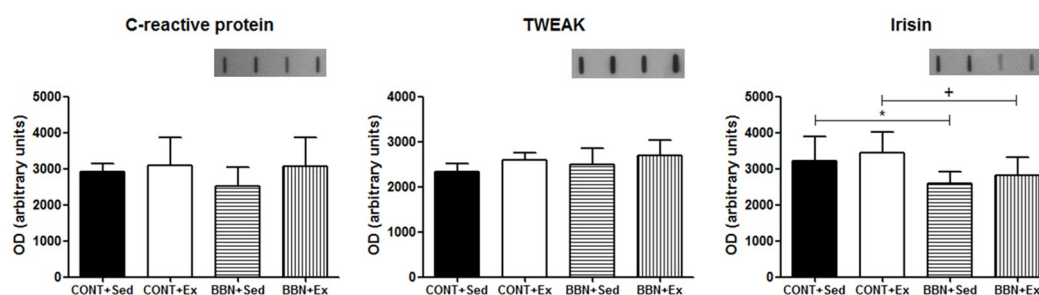 C-reactive protein
OD (arbitrary units)
5000
4000
3000
2000
1000
0
CONT+Sed CONT+Ex BBN+Sed BBN+Ex
TWEAK
OD (arbitrary units)
4000
3000
2000
1000
0
CONT+Sed CONT+Ex BBN+Sed BBN+Ex
Irisin
+
*
OD (arbitrary units)
5000
4000
3000
2000
1000
0
CONT+Sed CONT+Ex BBN+Sed BBN+Ex